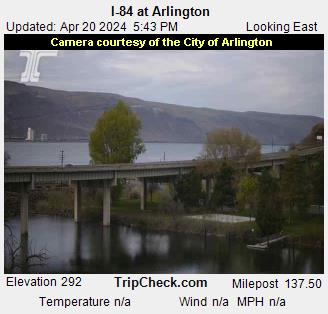 I-84 at Arlington
Updated: Apr 20 2024 5:43 PM Looking East
Camera courtesy of the City of Arlington
Elevation 292 TripCheck.com Milepost 137.50
Temperature n/a Wind n/a MPH n/a